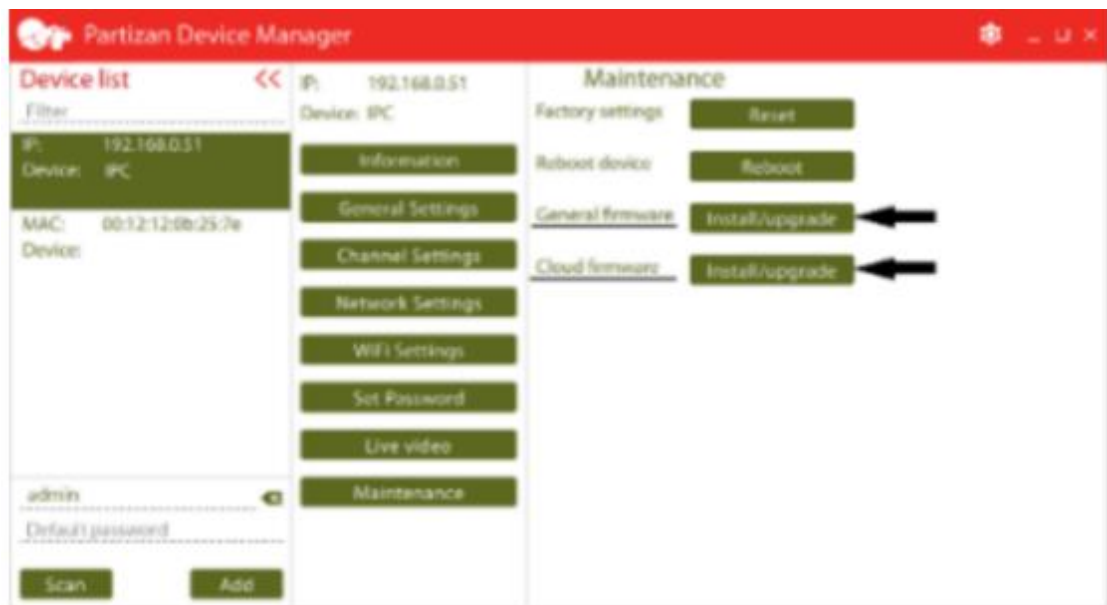 Partizan Device Manager
Device list <<
Filter
IP: 192.168.0.51
Device: IPC
MAC: 00:12:12:0b:25:7e
Device:
admin
Default password
Scan Add
IP: 192.168.0.51
Device: IPC
Information
General Settings
Channel Settings
Network Settings
WiFi Settings
Set Password
Live video
Maintenance
Maintenance
Factory settings Reset
Reboot device Reboot
General firmware Install/upgrade
Cloud firmware Install/upgrade